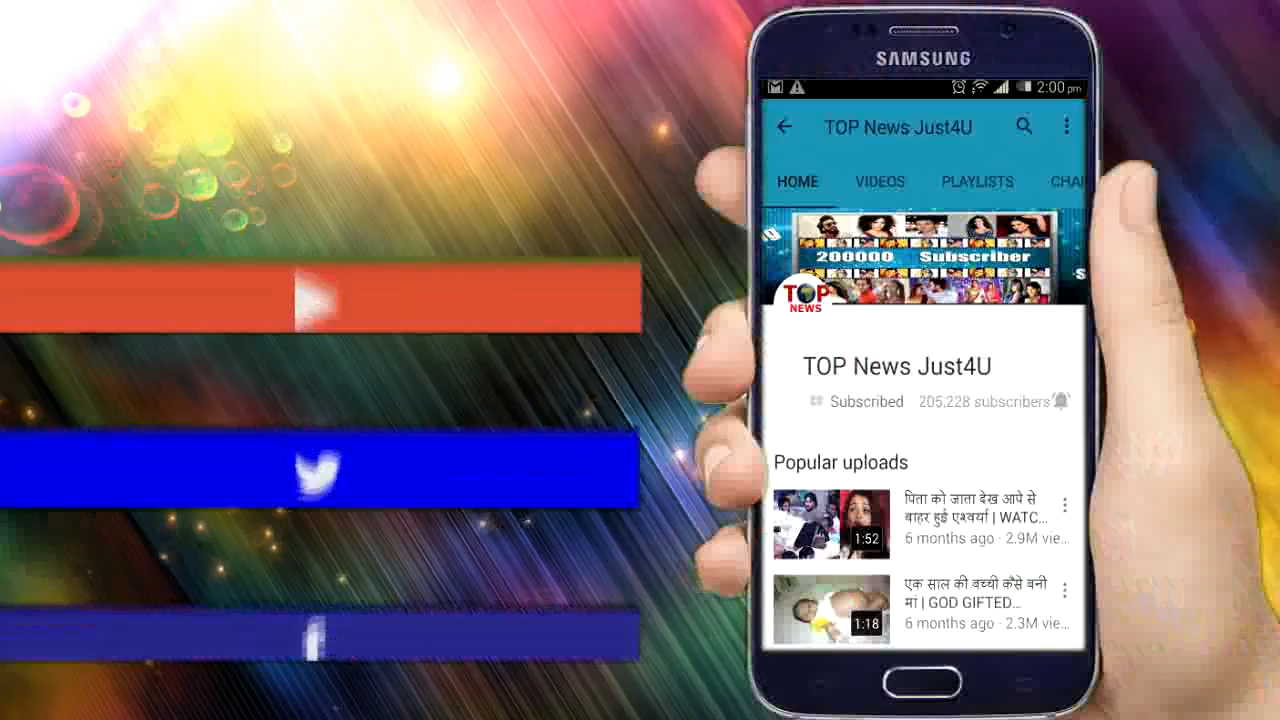 SAMSUNG
2:00 pm
TOP News Just4U
HOME VIDEOS PLAYLISTS CHA
200000 Subscriber
S
TOP
NEWS
TOP News Just4U
Subscribed 205,228 subscribers
Popular uploads
पिता को जाता देख आपे से
बाहर हुई एश्वर्या | WATC...
1:52
6 months ago · 2.9M vie...
एक साल की बच्ची कैसे बनी
मां | GOD GIFTED...
1:18
6 months ago · 2.3M vie...